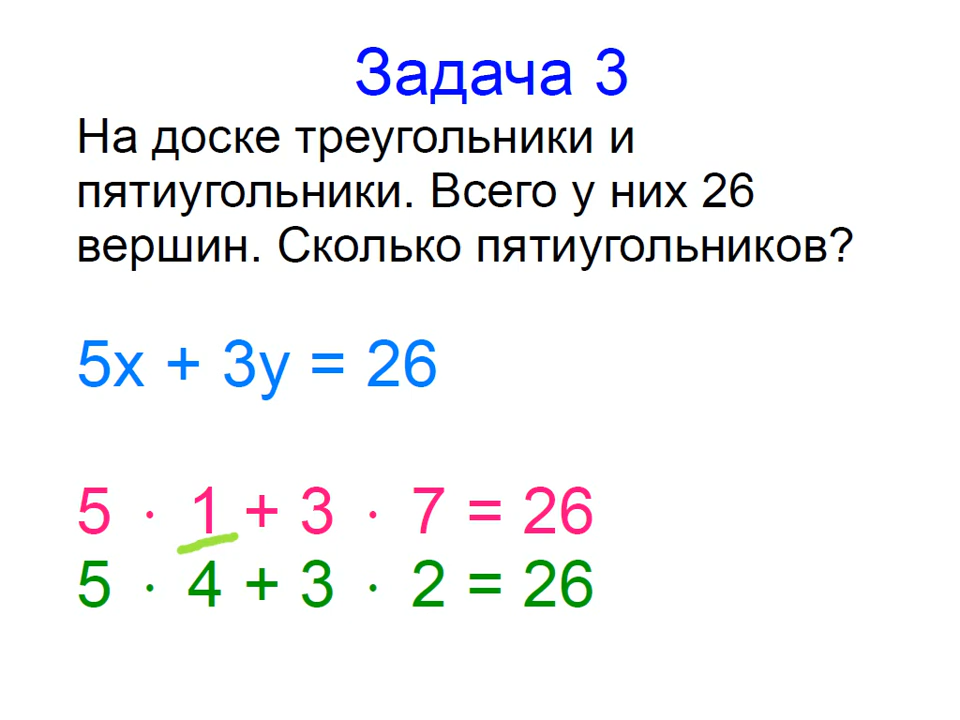 Задача 3
На доске треугольники и
пятиугольники. Всего у них 26
вершин. Сколько пятиугольников?
5x + 3y = 26
5 · 1 + 3 · 7 = 26
5 · 4 + 3 · 2 = 26